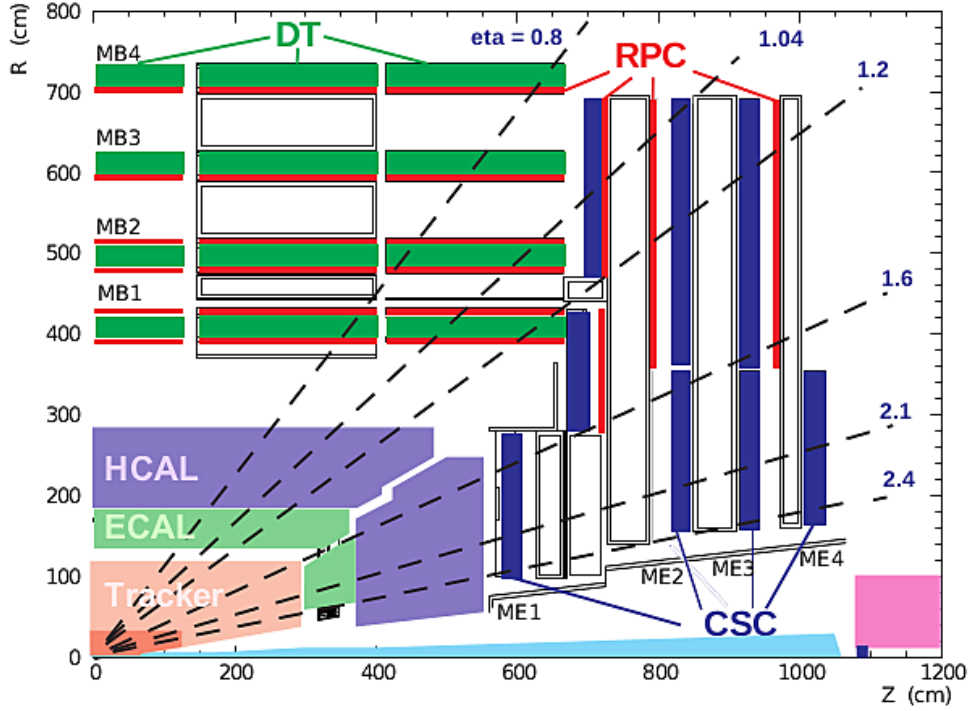 800
R (cm)
eta = 0.8
1.04
DT
MB4
RPC
1.2
700
MB3
600
MB2
500
MB1
1.6
400
300
2.1
HCAL
2.4
200
ECAL
100
Tracker
ME1
ME2
ME3
ME4
CSC
0
0
200
400
600
800
1000
1200
Z (cm)